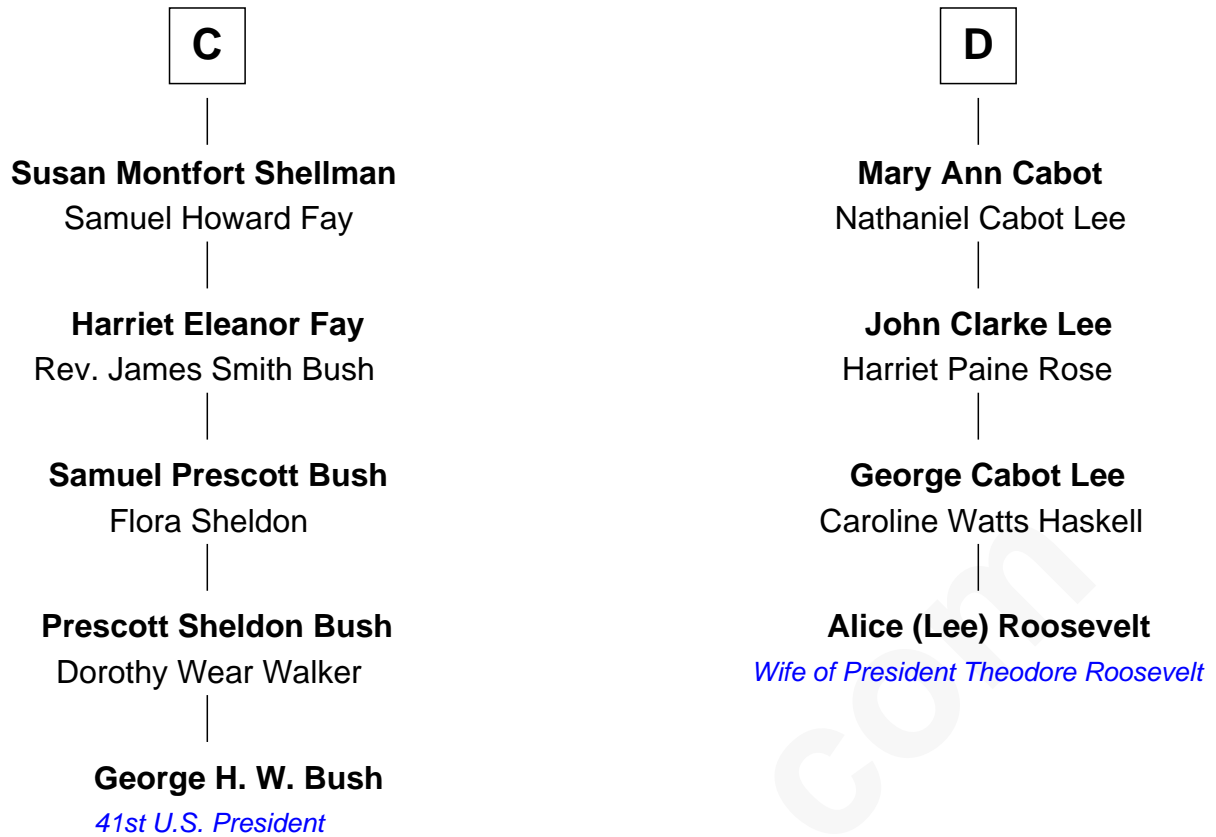 C
Susan Montfort Shellman
Samuel Howard Fay
Harriet Eleanor Fay
Rev. James Smith Bush
Samuel Prescott Bush
Flora Sheldon
Prescott Sheldon Bush
Dorothy Wear Walker
George H. W. Bush
41st U.S. President
D
Mary Ann Cabot
Nathaniel Cabot Lee
John Clarke Lee
Harriet Paine Rose
George Cabot Lee
Caroline Watts Haskell
Alice (Lee) Roosevelt
Wife of President Theodore Roosevelt
com